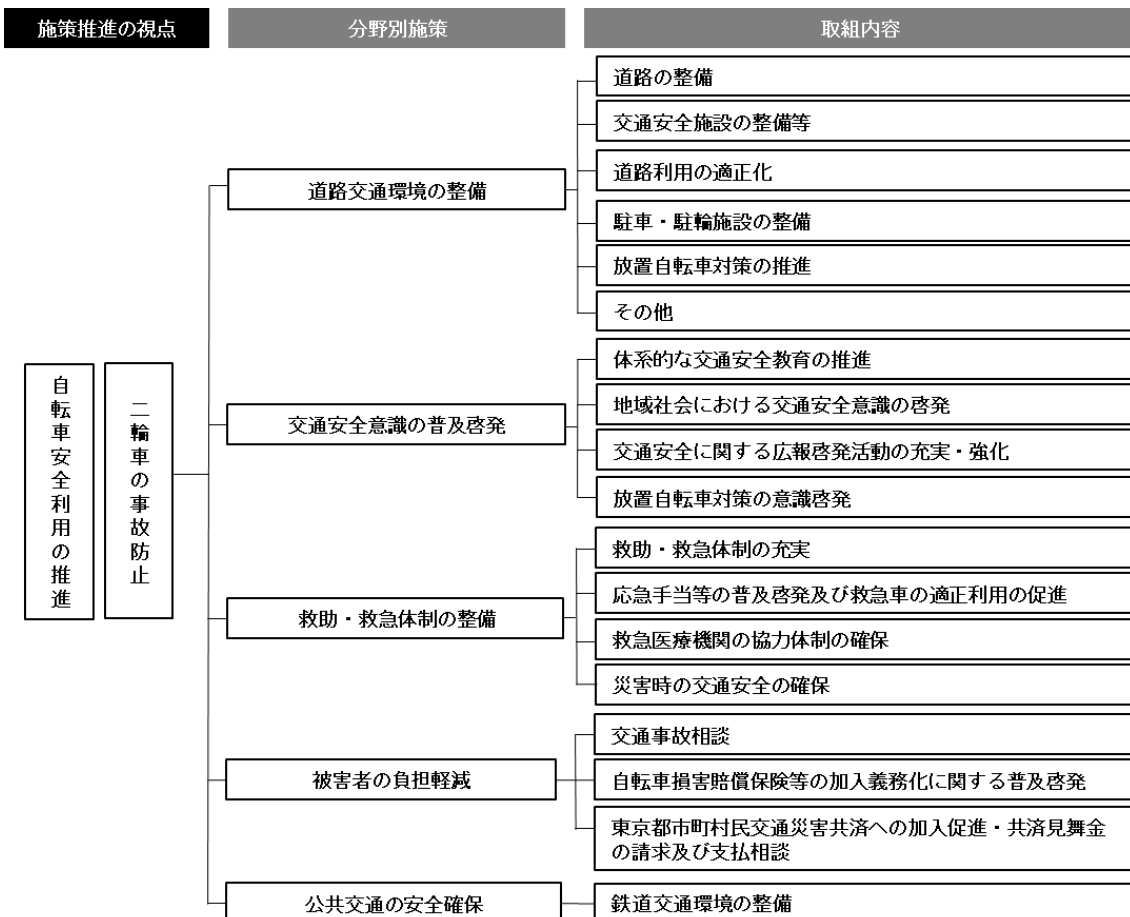 施策推進の視点
分野別施策
取組内容
自転車安全利用の推進
二輪車の事故防止
道路交通環境の整備
道路の整備
交通安全施設の整備等
道路利用の適正化
駐車・駐輪施設の整備
放置自転車対策の推進
その他
交通安全意識の普及啓発
体系的な交通安全教育の推進
地域社会における交通安全意識の啓発
交通安全に関する広報啓発活動の充実・強化
放置自転車対策の意識啓発
救助・救急体制の整備
救助・救急体制の充実
応急手当等の普及啓発及び救急車の適正利用の促進
救急医療機関の協力体制の確保
災害時の交通安全の確保
被害者の負担軽減
交通事故相談
自転車損害賠償保険等の加入義務化に関する普及啓発
東京都市町村民交通災害共済への加入促進・共済見舞金
の請求及び支払相談
公共交通の安全確保
鉄道交通環境の整備